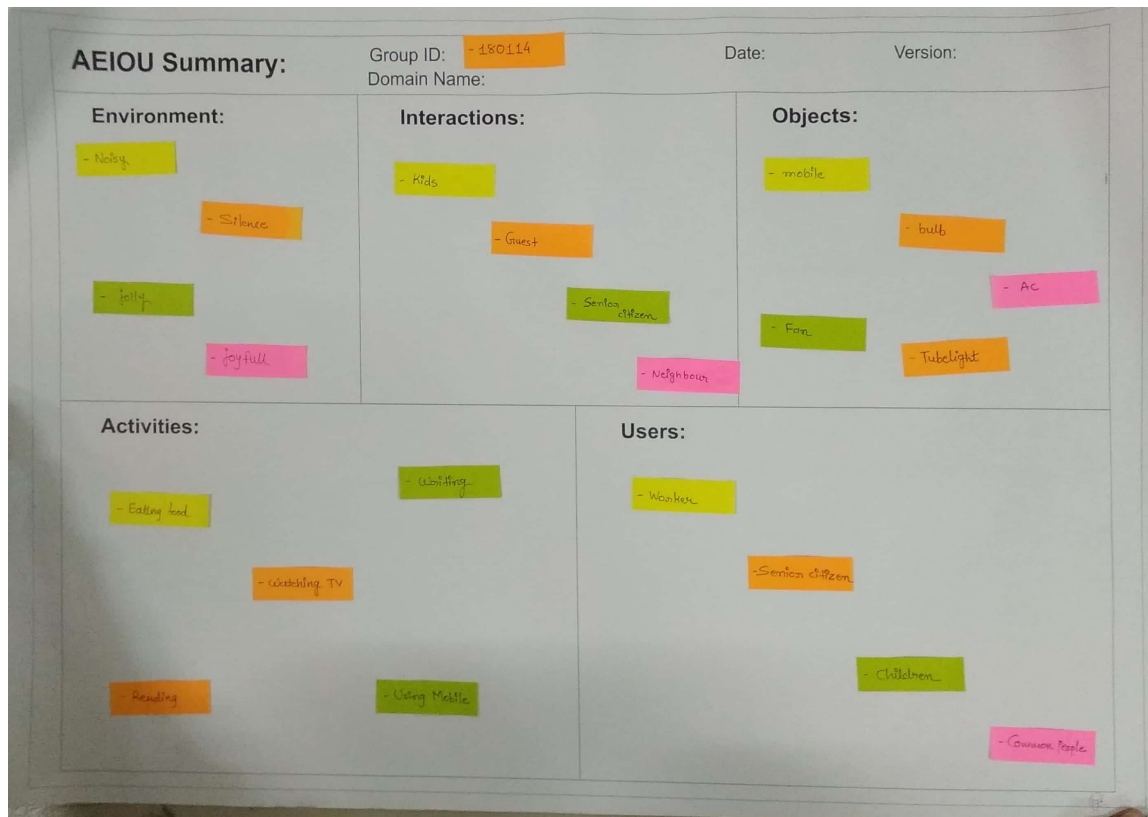 AEIOU Summary:
Group ID: - 180114
Date:
Version:
Domain Name:
Environment:
- Noisy
- Silence
- jolly
- joyfull
Interactions:
- Kids
- Guest
- Senior
citizen
- Neighbour
Objects:
- mobile
- bulb
- AC
- Fan
- Tubelight
Activities:
- Writing
- Eating food
- Watching TV
- Reading
- Using Mobile
Users:
- Worker
- Senior citizen
- Children
- Common People